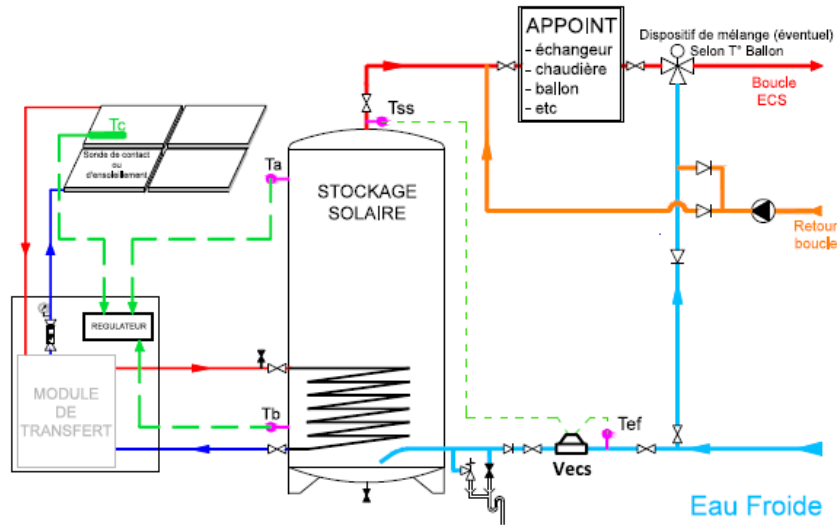 APPOINT
- échangeur
- chaudière
- ballon
- etc
Dispositif de mélange (éventuel)
Selon T° Ballon
Boucle
ECS
Tss
Tc
Sonde de contact
ou
d'ensoleillement
Ta
STOCKAGE
SOLAIRE
Retour
boucle
REGULATEUR
MODULE
DE
TRANSFERT
Tb
Tef
Vecs
Eau Froide